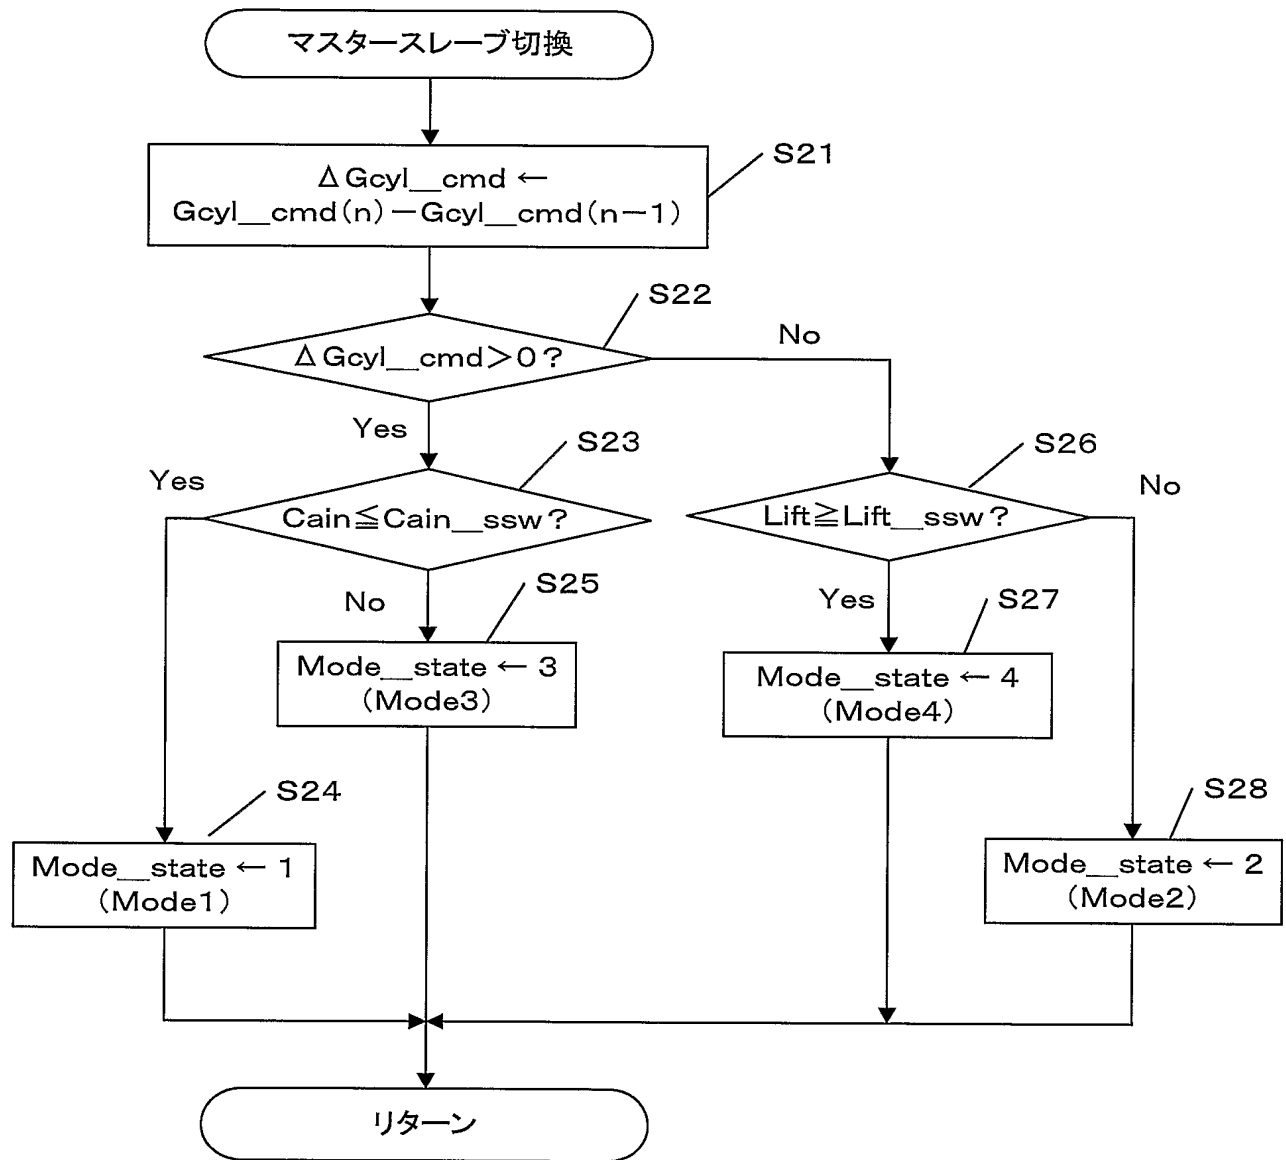 マスタースレーブ切換
S21
ΔGcyl__cmd ←
Gcyl__cmd(n)−Gcyl__cmd(n−1)
S22
ΔGcyl__cmd>0?
No
Yes
S23
Cain≦Cain__ssw?
Yes
No
S26
Lift≧Lift__ssw?
No
Yes
S25
Mode__state ← 3
(Mode3)
S27
Mode__state ← 4
(Mode4)
S24
Mode__state ← 1
(Mode1)
S28
Mode__state ← 2
(Mode2)
リターン